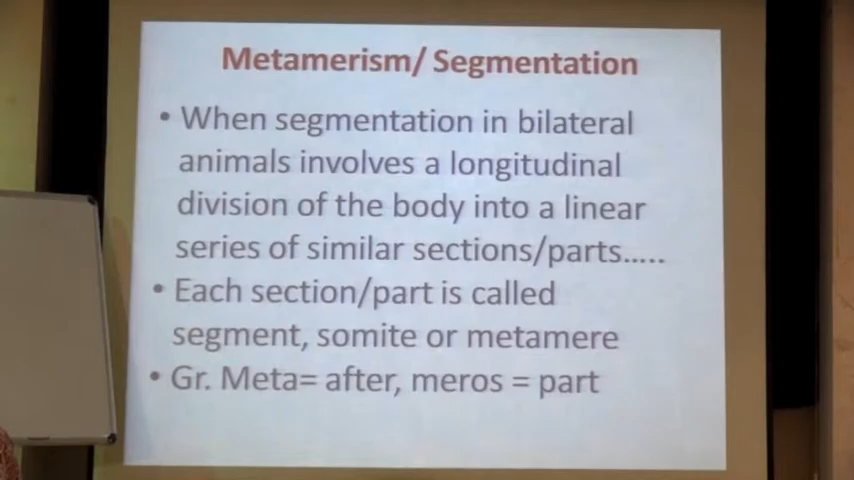 Metamerism/ Segmentation
• When segmentation in bilateral
animals involves a longitudinal
division of the body into a linear
series of similar sections/parts.....
• Each section/part is called
segment, somite or metamere
• Gr. Meta= after, meros = part